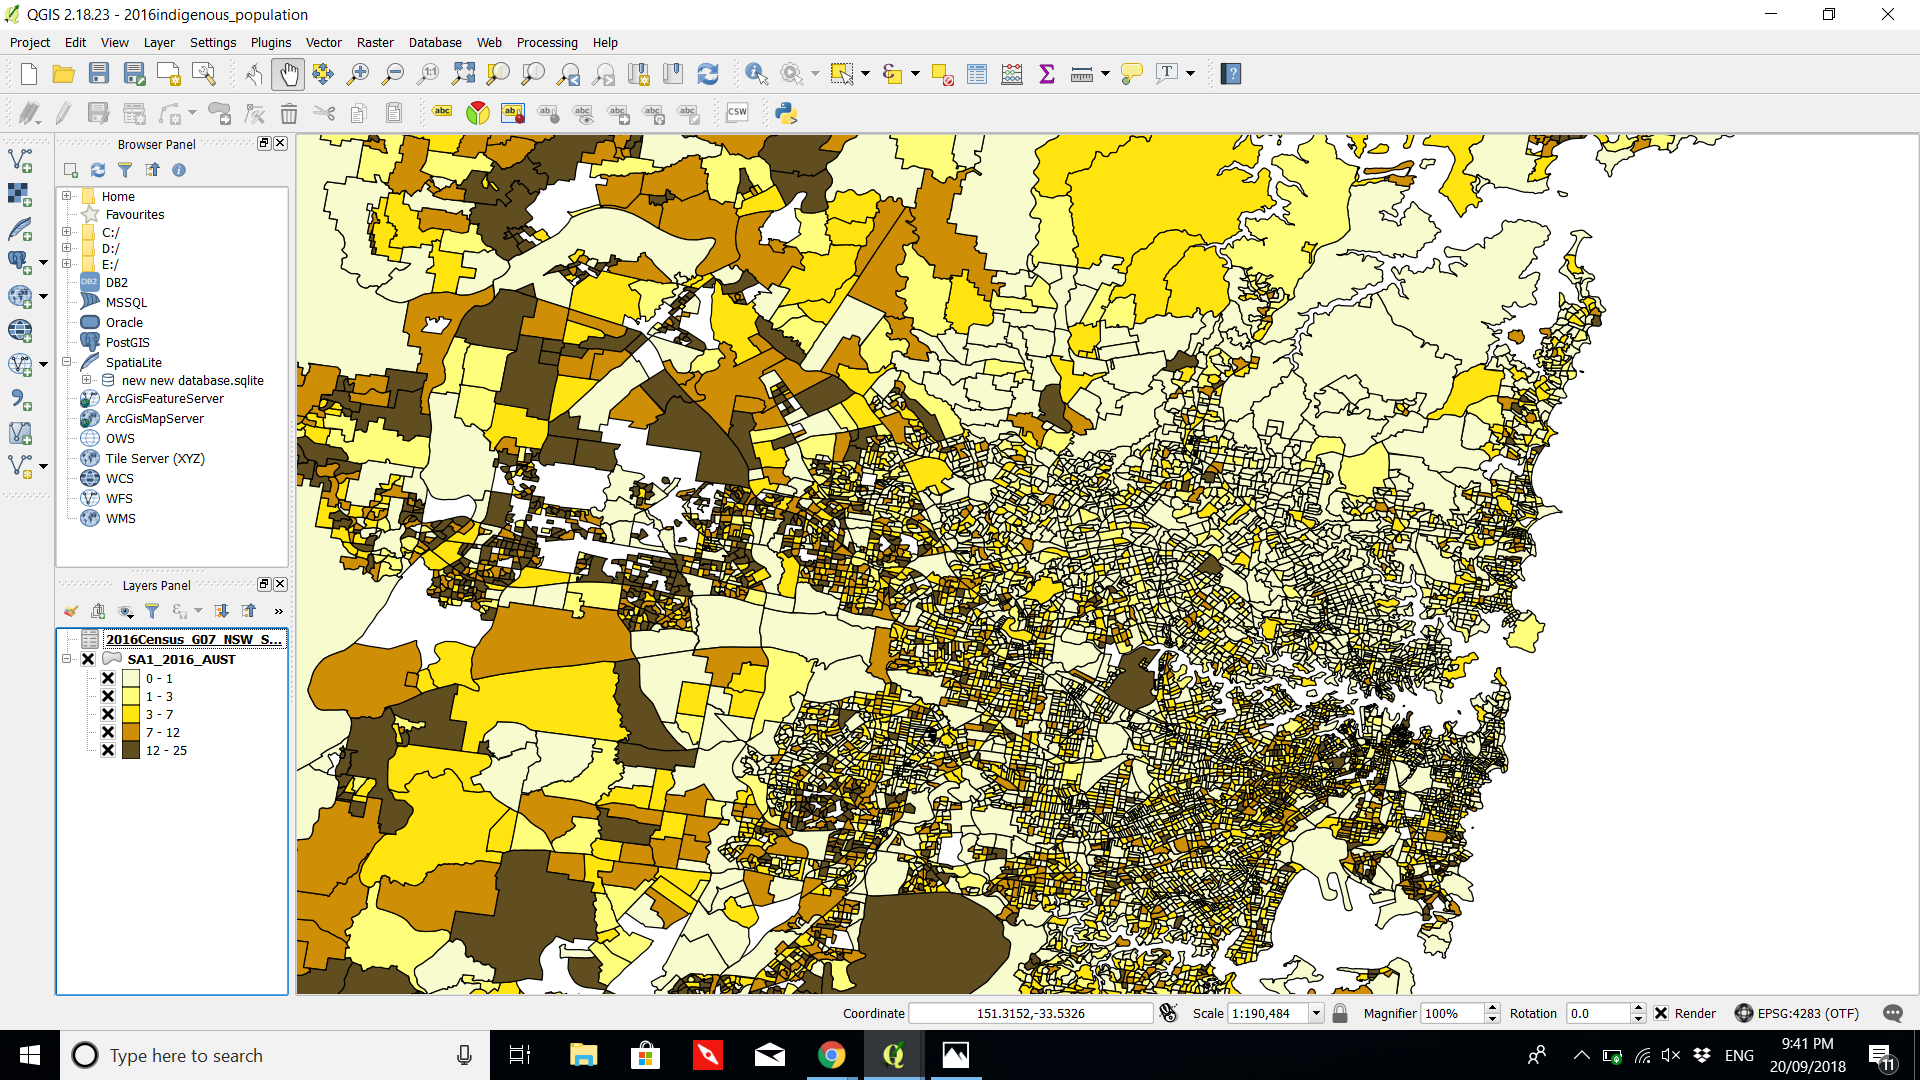 QGIS 2.18.23 - 2016indigenous_population
Project Edit View Layer Settings Plugins Vector Raster Database Web Processing Help
Browser Panel
Home
Favourites
C:/
D:/
E:/
DB2
MSSQL
Oracle
PostGIS
SpatiaLite
new new database.sqlite
ArcGisFeatureServer
ArcGisMapServer
OWS
Tile Server (XYZ)
WCS
WFS
WMS
Layers Panel
2016Census_G07_NSW_S...
SA1_2016_AUST
0 - 1
1 - 3
3 - 7
7 - 12
12 - 25
Coordinate 151.3152,-33.5326 Scale 1:190,484 Magnifier 100% Rotation 0.0 Render EPSG:4283 (OTF)
Type here to search
ENG
9:41 PM
20/09/2018
11